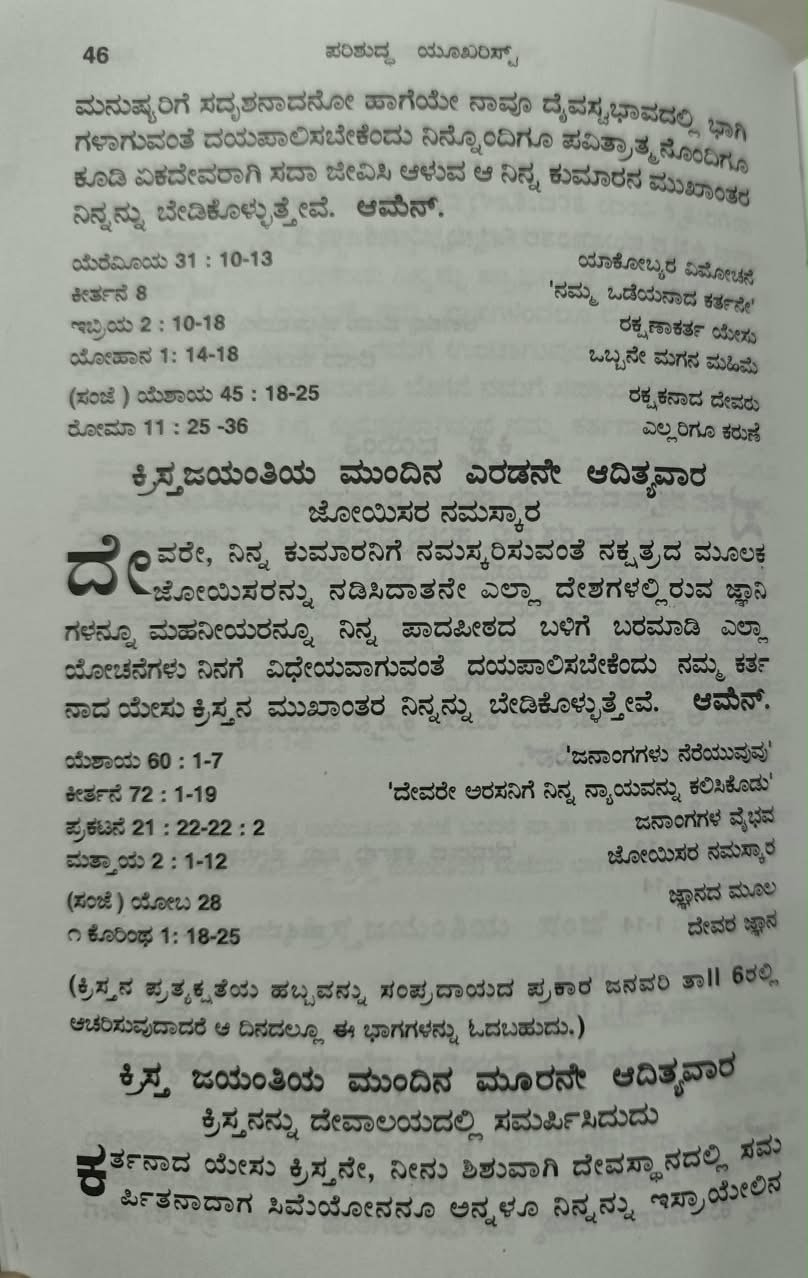 46 ಪರಿಶುದ್ಧ ಯೂಖರಿಸ್ಟ್
ಮನುಷ್ಯರಿಗೆ ಸದೃಶನಾದನೋ ಹಾಗೆಯೇ ನಾವೂ ದೈವಸ್ವಭಾವದಲ್ಲಿ ಭಾಗಿ
ಗಳಾಗುವಂತೆ ದಯಪಾಲಿಸಬೇಕೆಂದು ನಿನ್ನೊಂದಿಗೂ ಪವಿತ್ರಾತ್ಮನೊಂದಿಗೂ
ಕೂಡಿ ಏಕದೇವರಾಗಿ ಸದಾ ಜೀವಿಸಿ ಆಳುವ ಆ ನಿನ್ನ ಕುಮಾರನ ಮುಖಾಂತರ
ನಿನ್ನನ್ನು ಬೇಡಿಕೊಳ್ಳುತ್ತೇವೆ. ಆಮೆನ್.
ಯೆರೆಮಿಯ 31 : 10-13 ಯಾಕೋಬ್ಯರ ವಿಮೋಚನೆ
ಕೀರ್ತನೆ 8 'ನಮ್ಮ ಒಡೆಯನಾದ ಕರ್ತನೇ'
ಇಬ್ರಿಯ 2 : 10-18 ರಕ್ಷಣಾಕರ್ತ ಯೇಸು
ಯೋಹಾನ 1: 14-18 ಒಬ್ಬನೇ ಮಗನ ಮಹಿಮೆ
(ಸಂಜೆ ) ಯೆಶಾಯ 45 : 18-25 ರಕ್ಷಕನಾದ ದೇವರು
ರೋಮಾ 11 : 25 -36 ಎಲ್ಲರಿಗೂ ಕರುಣೆ
ಕ್ರಿಸ್ತಜಯಂತಿಯ ಮುಂದಿನ ಎರಡನೇ ಆದಿತ್ಯವಾರ
ಜೋಯಿಸರ ನಮಸ್ಕಾರ
ದೇವರೇ, ನಿನ್ನ ಕುಮಾರನಿಗೆ ನಮಸ್ಕರಿಸುವಂತೆ ನಕ್ಷತ್ರದ ಮೂಲಕ
ಜೋಯಿಸರನ್ನು ನಡಿಸಿದಾತನೇ ಎಲ್ಲಾ ದೇಶಗಳಲ್ಲಿರುವ ಜ್ಞಾನಿ
ಗಳನ್ನೂ ಮಹನೀಯರನ್ನೂ ನಿನ್ನ ಪಾದಪೀಠದ ಬಳಿಗೆ ಬರಮಾಡಿ ಎಲ್ಲಾ
ಯೋಚನೆಗಳು ನಿನಗೆ ವಿಧೇಯವಾಗುವಂತೆ ದಯಪಾಲಿಸಬೇಕೆಂದು ನಮ್ಮ ಕರ್ತ
ನಾದ ಯೇಸು ಕ್ರಿಸ್ತನ ಮುಖಾಂತರ ನಿನ್ನನ್ನು ಬೇಡಿಕೊಳ್ಳುತ್ತೇವೆ. ಆಮೆನ್.
ಯೆಶಾಯ 60 : 1-7 'ಜನಾಂಗಗಳು ನೆರೆಯುವುವು'
ಕೀರ್ತನೆ 72 : 1-19 'ದೇವರೇ ಅರಸನಿಗೆ ನಿನ್ನ ನ್ಯಾಯವನ್ನು ಕಲಿಸಿಕೊಡು'
ಪ್ರಕಟನೆ 21 : 22-22 : 2 ಜನಾಂಗಗಳ ವೈಭವ
ಮತ್ತಾಯ 2 : 1-12 ಜೋಯಿಸರ ನಮಸ್ಕಾರ
(ಸಂಜೆ ) ಯೋಬ 28 ಜ್ಞಾನದ ಮೂಲ
೧ ಕೊರಿಂಥ 1: 18-25 ದೇವರ ಜ್ಞಾನ
(ಕ್ರಿಸ್ತನ ಪ್ರತ್ಯಕ್ಷತೆಯ ಹಬ್ಬವನ್ನು ಸಂಪ್ರದಾಯದ ಪ್ರಕಾರ ಜನವರಿ ತಾ|| 6ರಲ್ಲಿ
ಆಚರಿಸುವುದಾದರೆ ಆ ದಿನದಲ್ಲೂ ಈ ಭಾಗಗಳನ್ನು ಓದಬಹುದು.)
ಕ್ರಿಸ್ತ ಜಯಂತಿಯ ಮುಂದಿನ ಮೂರನೇ ಆದಿತ್ಯವಾರ
ಕ್ರಿಸ್ತನನ್ನು ದೇವಾಲಯದಲ್ಲಿ ಸಮರ್ಪಿಸಿದುದು
ಕರ್ತನಾದ ಯೇಸು ಕ್ರಿಸ್ತನೇ, ನೀನು ಶಿಶುವಾಗಿ ದೇವಸ್ಥಾನದಲ್ಲಿ ಸಮ
ರ್ಪಿತನಾದಾಗ ಸಿಮೆಯೋನನೂ ಅನ್ನಳೂ ನಿನ್ನನ್ನು ಇಸ್ರಾಯೇಲಿನ